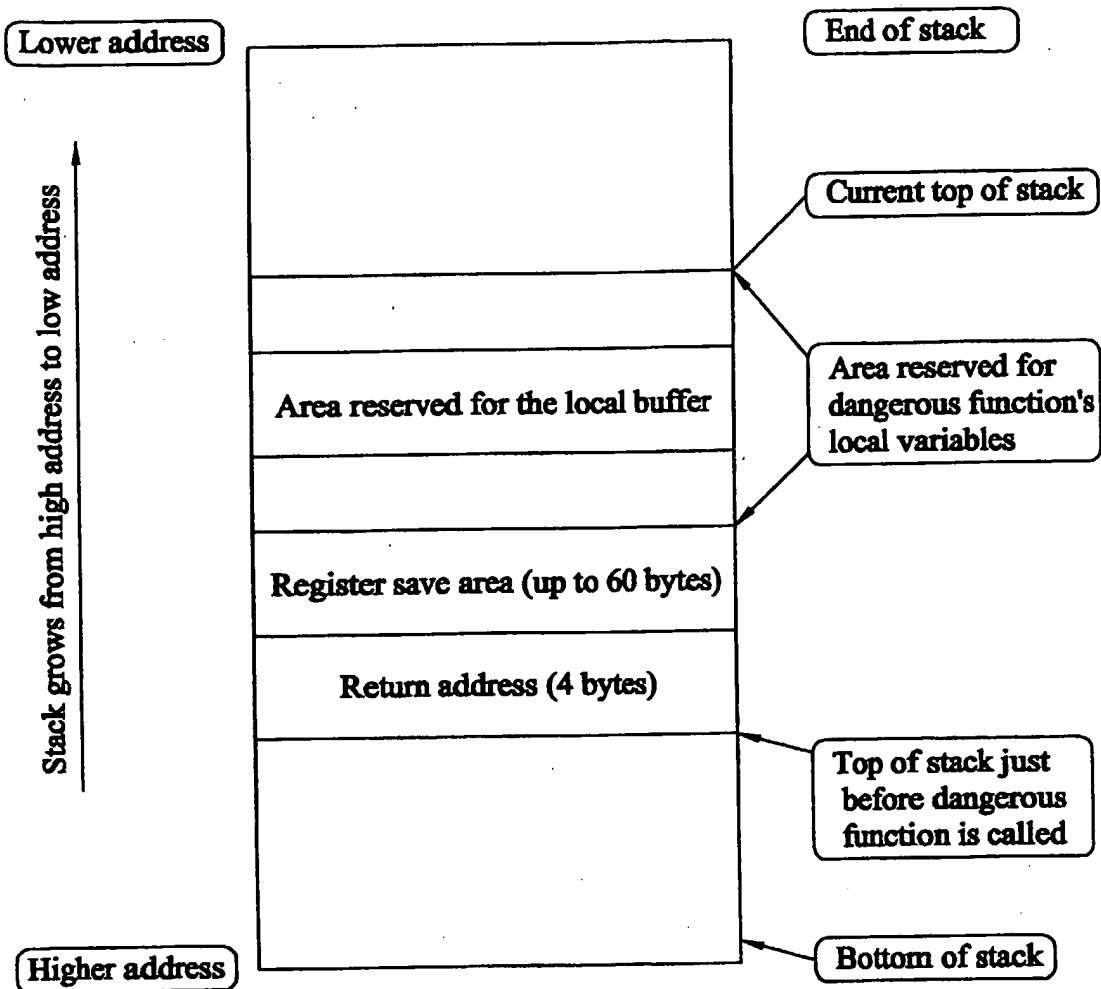 Lower address
End of stack
Stack grows from high address to low address
Current top of stack
Area reserved for the local buffer
Area reserved for
dangerous function's
local variables
Register save area (up to 60 bytes)
Return address (4 bytes)
Top of stack just
before dangerous
function is called
Higher address
Bottom of stack